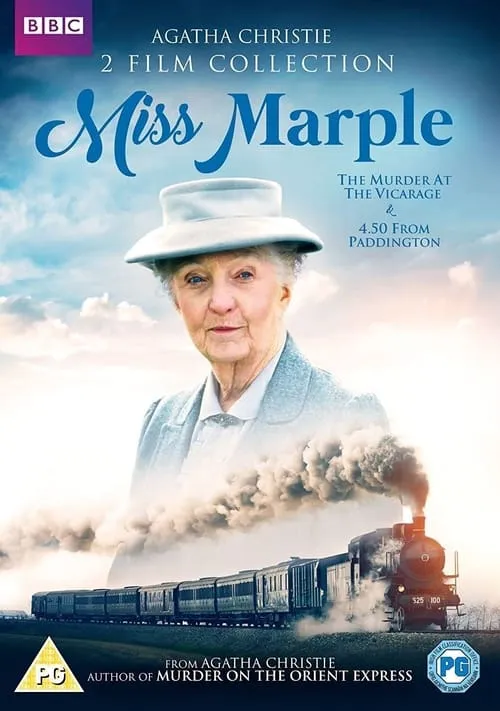 BBC
AGATHA CHRISTIE
2 FILM COLLECTION
Miss Marple
THE MURDER AT
THE VICARAGE
&
4.50 FROM
PADDINGTON
525 100
PG
FROM AGATHA CHRISTIE
AUTHOR OF MURDER ON THE ORIENT EXPRESS
PG